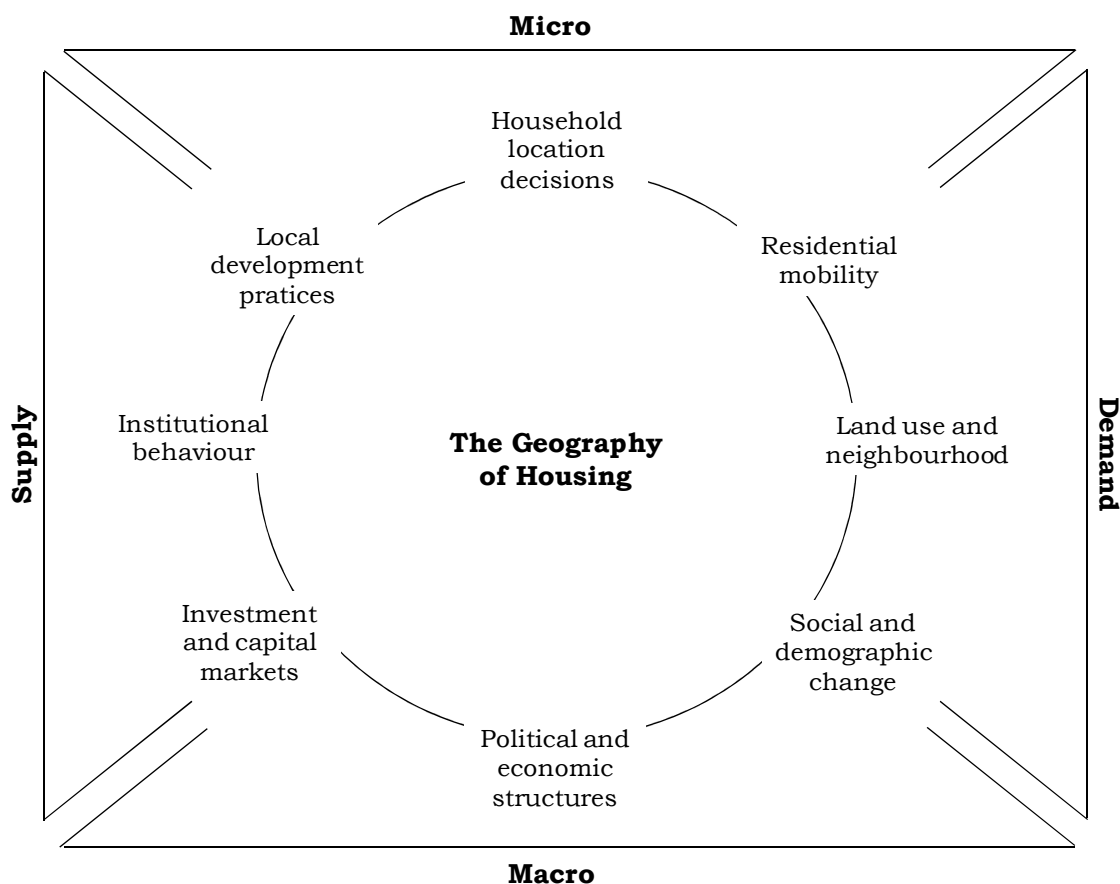 Micro
Household
location
decisions
Local
development
pratices
Residential
mobility
Supply
Institutional
behaviour
The Geography
of Housing
Land use and
neighbourhood
Demand
Investment
and capital
markets
Social and
demographic
change
Political and
economic
structures
Macro